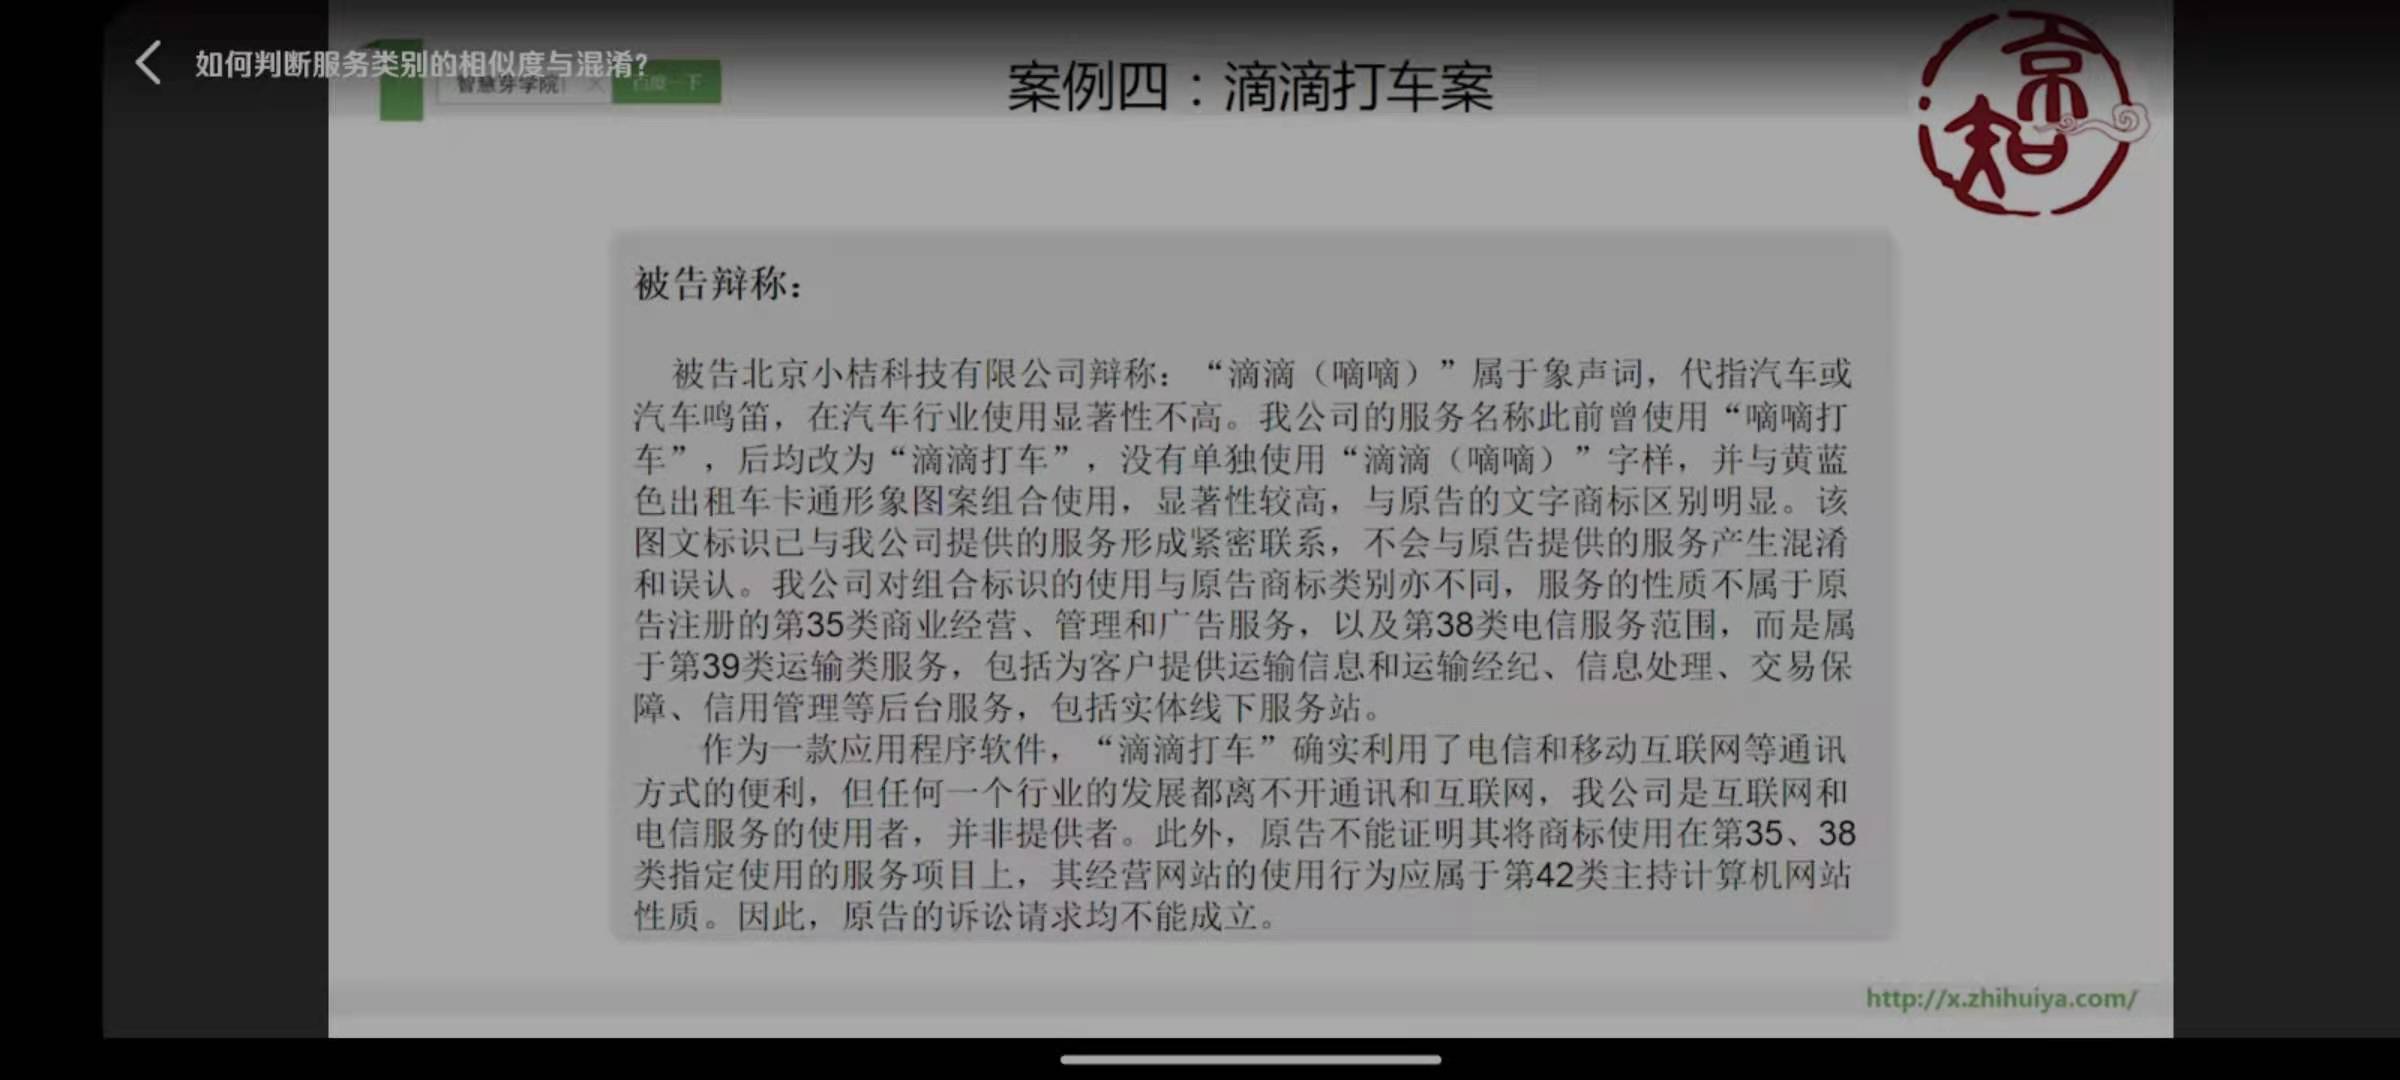 如何判断服务类别的相似度与混淆?
智慧芽学院
百度一下
案例四：滴滴打车案
京知
被告辩称：
被告北京小桔科技有限公司辩称：“滴滴（嘀嘀）”属于象声词，代指汽车或
汽车鸣笛，在汽车行业使用显著性不高。我公司的服务名称此前曾使用“嘀嘀打
车”，后均改为“滴滴打车”，没有单独使用“滴滴（嘀嘀）”字样，并与黄蓝
色出租车卡通形象图案组合使用，显著性较高，与原告的文字商标区别明显。该
图文标识已与我公司提供的服务形成紧密联系，不会与原告提供的服务产生混淆
和误认。我公司对组合标识的使用与原告商标类别亦不同，服务的性质不属于原
告注册的第35类商业经营、管理和广告服务，以及第38类电信服务范围，而是属
于第39类运输类服务，包括为客户提供运输信息和运输经纪、信息处理、交易保
障、信用管理等后台服务，包括实体线下服务站。
作为一款应用程序软件，“滴滴打车”确实利用了电信和移动互联网等通讯
方式的便利，但任何一个行业的发展都离不开通讯和互联网，我公司是互联网和
电信服务的使用者，并非提供者。此外，原告不能证明其将商标使用在第35、38
类指定使用的服务项目上，其经营网站的使用行为应属于第42类主持计算机网站
性质。因此，原告的诉讼请求均不能成立。
http://x.zhihuiya.com/